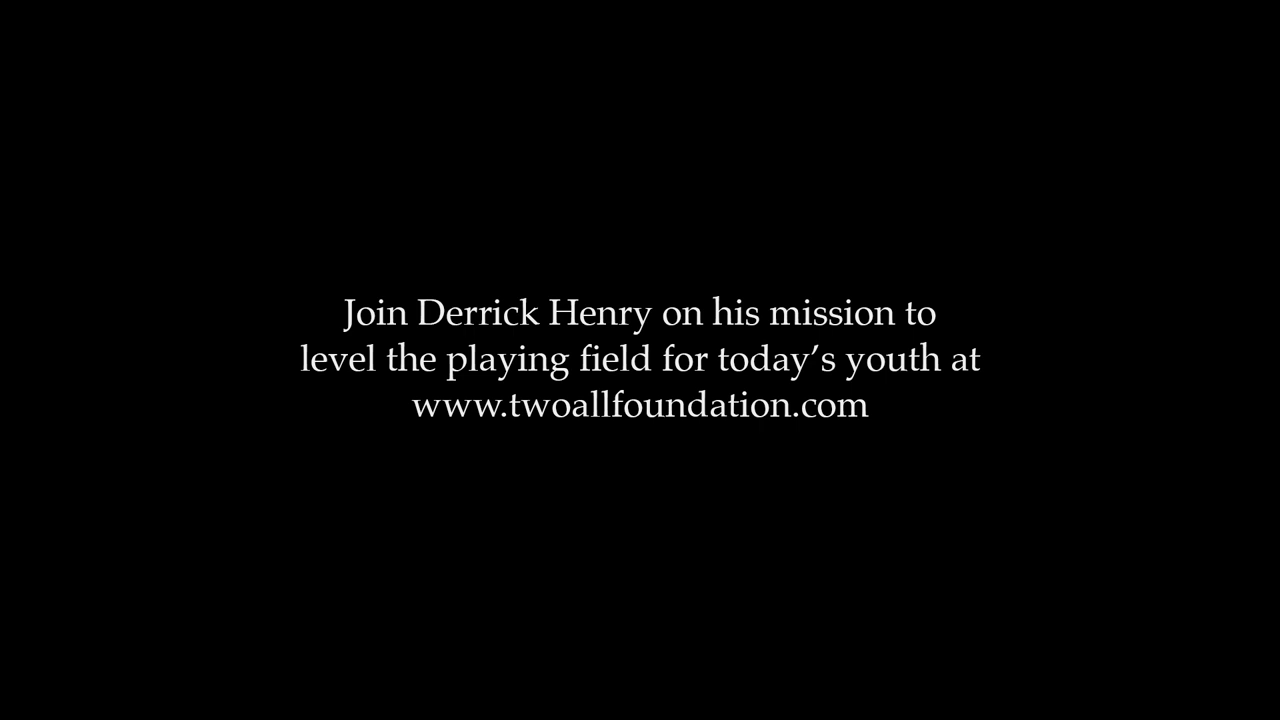 Join Derrick Henry on his mission to
level the playing field for today’s youth at
www.twoallfoundation.com